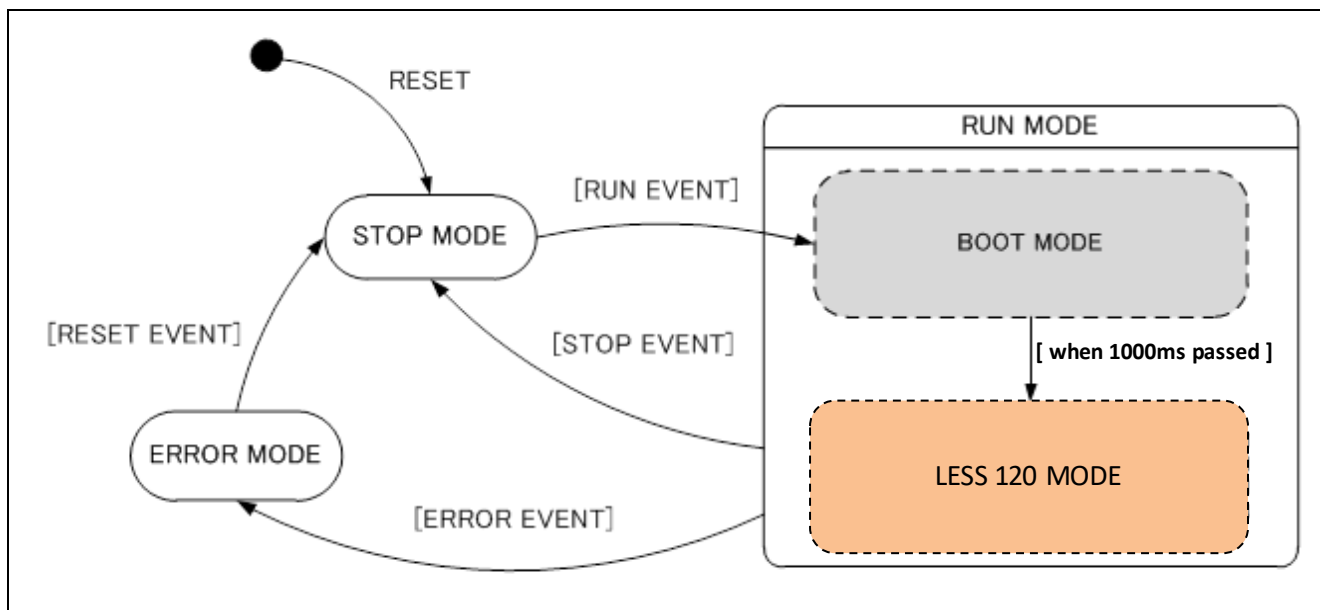 RESET
RUN MODE
[RUN EVENT]
STOP MODE
BOOT MODE
[RESET EVENT]
[STOP EVENT]
[ when 1000ms passed ]
ERROR MODE
LESS 120 MODE
[ERROR EVENT]